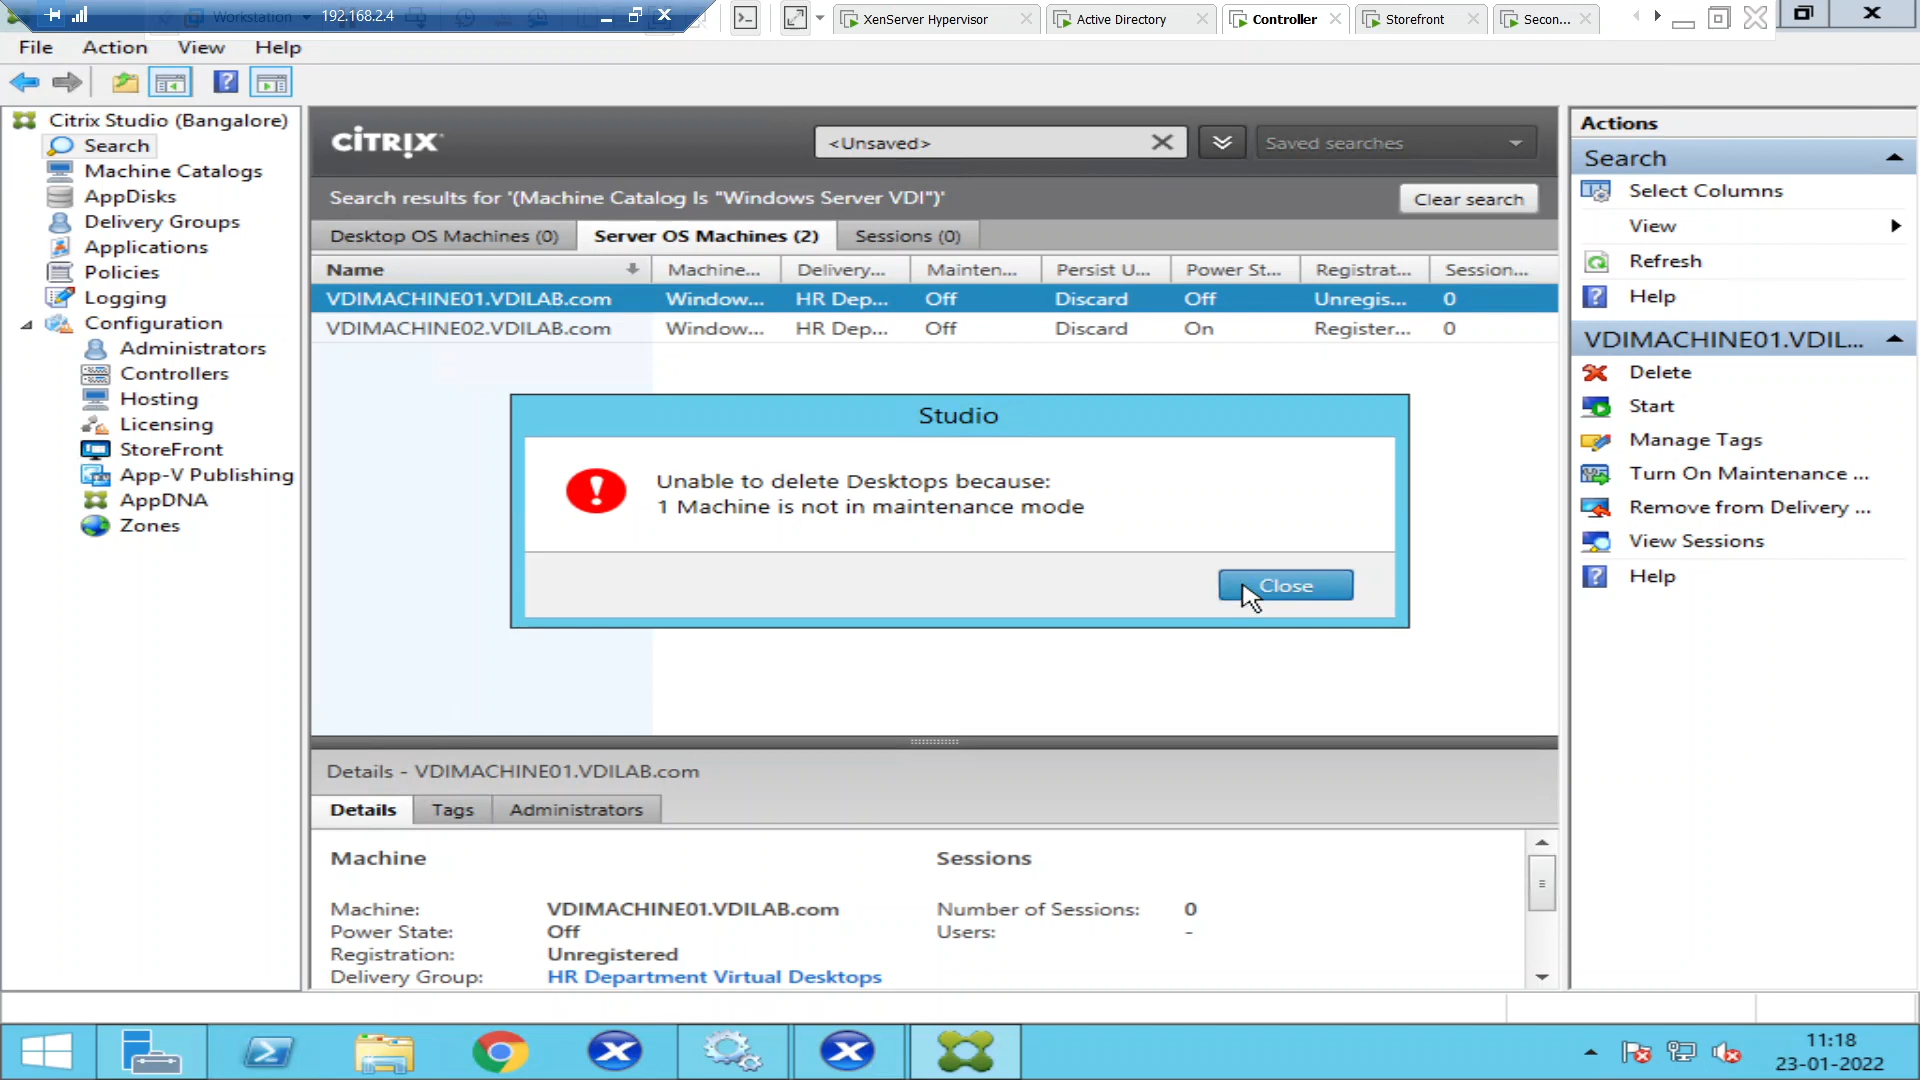 Workstation
192.168.2.4
XenServer Hypervisor
Active Directory
Controller
Storefront
Secon...
File Action View Help
Citrix Studio (Bangalore)
Search
Machine Catalogs
AppDisks
Delivery Groups
Applications
Policies
Logging
Configuration
Administrators
Controllers
Hosting
Licensing
StoreFront
App-V Publishing
AppDNA
Zones
CITRIX
<Unsaved>
Saved searches
Search results for '(Machine Catalog Is "Windows Server VDI")'
Clear search
Desktop OS Machines (0) Server OS Machines (2) Sessions (0)
Name Machine... Delivery... Mainten... Persist U... Power St... Registrat... Session...
VDIMACHINE01.VDILAB.com Window... HR Dep... Off Discard Off Unregis... 0
VDIMACHINE02.VDILAB.com Window... HR Dep... Off Discard On Register... 0
Studio
Unable to delete Desktops because:
1 Machine is not in maintenance mode
Close
Details - VDIMACHINE01.VDILAB.com
Details Tags Administrators
Machine
Machine: VDIMACHINE01.VDILAB.com
Power State: Off
Registration: Unregistered
Delivery Group: HR Department Virtual Desktops
Sessions
Number of Sessions: 0
Users: -
Actions
Search
Select Columns
View
Refresh
Help
VDIMACHINE01.VDIL...
Delete
Start
Manage Tags
Turn On Maintenance ...
Remove from Delivery ...
View Sessions
Help
11:18
23-01-2022